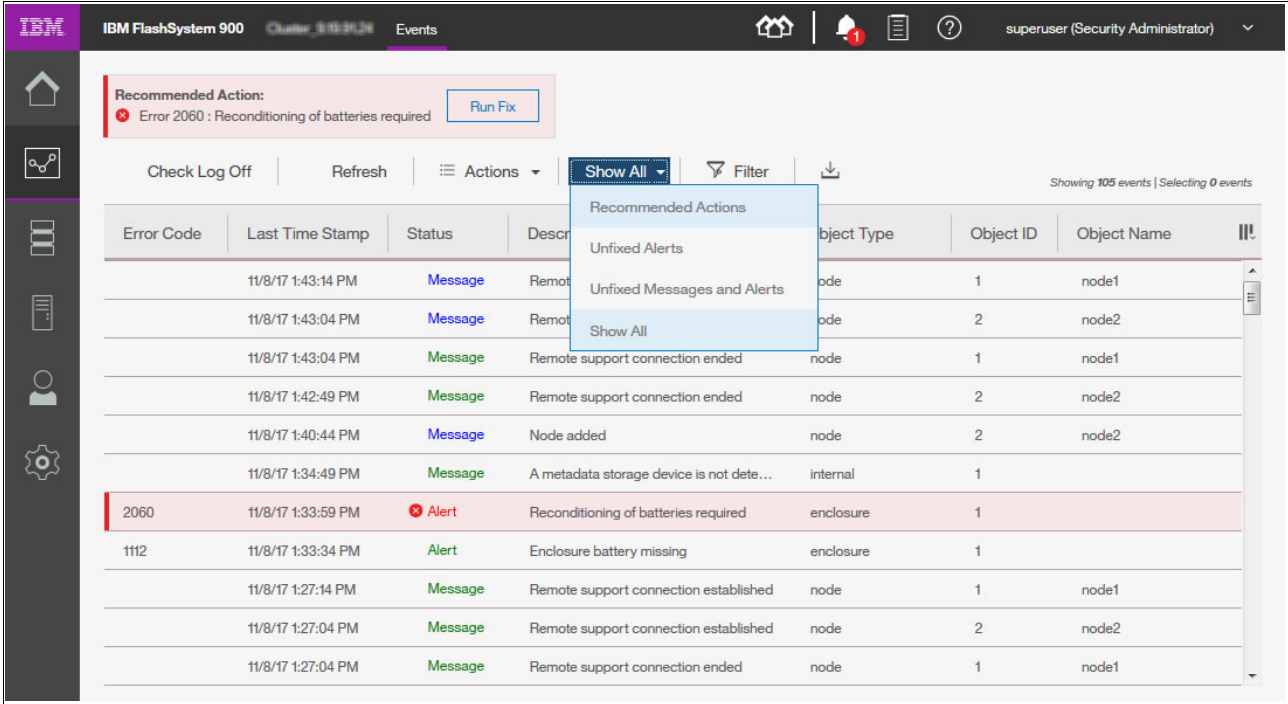 IBM IBM FlashSystem 900 Events 1 ? superuser (Security Administrator)
Recommended Action:
Error 2060 : Reconditioning of batteries required Run Fix
Check Log Off Refresh Actions Show All Filter
Showing 105 events | Selecting 0 events
Recommended Actions
Unfixed Alerts
Unfixed Messages and Alerts
Show All
Error Code Last Time Stamp Status Descr bject Type Object ID Object Name
11/8/17 1:43:14 PM Message Remot ode 1 node1
11/8/17 1:43:04 PM Message Remot ode 2 node2
11/8/17 1:43:04 PM Message Remote support connection ended node 1 node1
11/8/17 1:42:49 PM Message Remote support connection ended node 2 node2
11/8/17 1:40:44 PM Message Node added node 2 node2
11/8/17 1:34:49 PM Message A metadata storage device is not dete... internal 1
2060 11/8/17 1:33:59 PM Alert Reconditioning of batteries required enclosure 1
1112 11/8/17 1:33:34 PM Alert Enclosure battery missing enclosure 1
11/8/17 1:27:14 PM Message Remote support connection established node 1 node1
11/8/17 1:27:04 PM Message Remote support connection established node 2 node2
11/8/17 1:27:04 PM Message Remote support connection ended node 1 node1